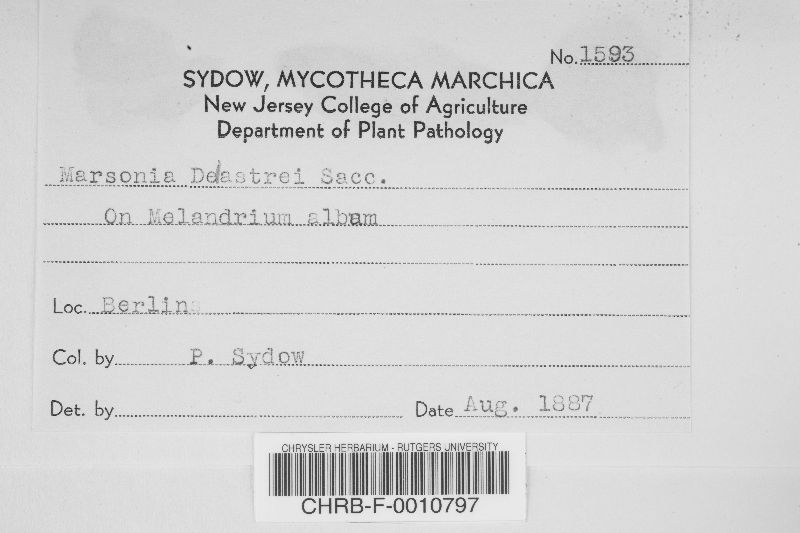 No. 1593
SYDOW, MYCOTHECA MARCHICA
New Jersey College of Agriculture
Department of Plant Pathology
Marsonia Delastrei Sacc.
On Melandrium album
Loc. Berlin
Col. by P. Sydow
Det. by
Date Aug. 1887
CHRYSLER HERBARIUM - RUTGERS UNIVERSITY
CHRB-F-0010797